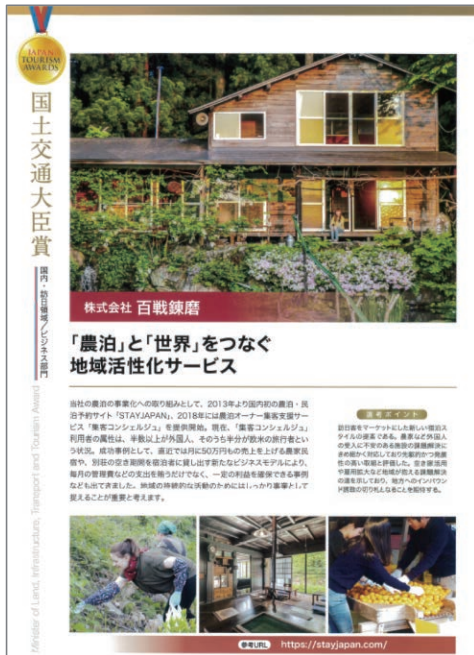 JAPAN
TOURISM
AWARDS
国土交通大臣賞
国内・訪日領域/ビジネス部門
Minister of Land, Infrastructure, Transport and Tourism Award
株式会社 百戦錬磨
「農泊」と「世界」をつなぐ
地域活性化サービス
当社の農泊の事業化への取り組みとして、2013年より国内初の農泊・民
泊予約サイト「STAYJAPAN」、2018年には農泊オーナー集客支援サー
ビス「集客コンシェルジュ」を提供開始。現在、「集客コンシェルジュ」
利用者の属性は、半数以上が外国人、そのうち半分が欧米の旅行者とい
う状況。成功事例として、直近では月に50万円もの売上を上げる農家民
宿や、別荘の空き期間を宿泊者に貸し出す新たなビジネスモデルにより、
毎月の管理費などの支出を賄うだけでなく、一定の利益を確保できる事例
なども出てきました。地域の持続的な活動のためにはしっかり事業として
捉えることが重要と考えます。
選考ポイント
訪日客をマーケットにした新しい宿泊ス
タイルの提案である。農家など外国人
の受入に不安のある施設の課題解決に
きめ細かく対応しており先駆的かつ発展
性の高い取組と評価した。空き家活用
や雇用拡大など地域が抱える課題解決
の道を示しており、地方へのインバウン
ド誘致の切り札となることを期待する。
参考URL https://stayjapan.com/